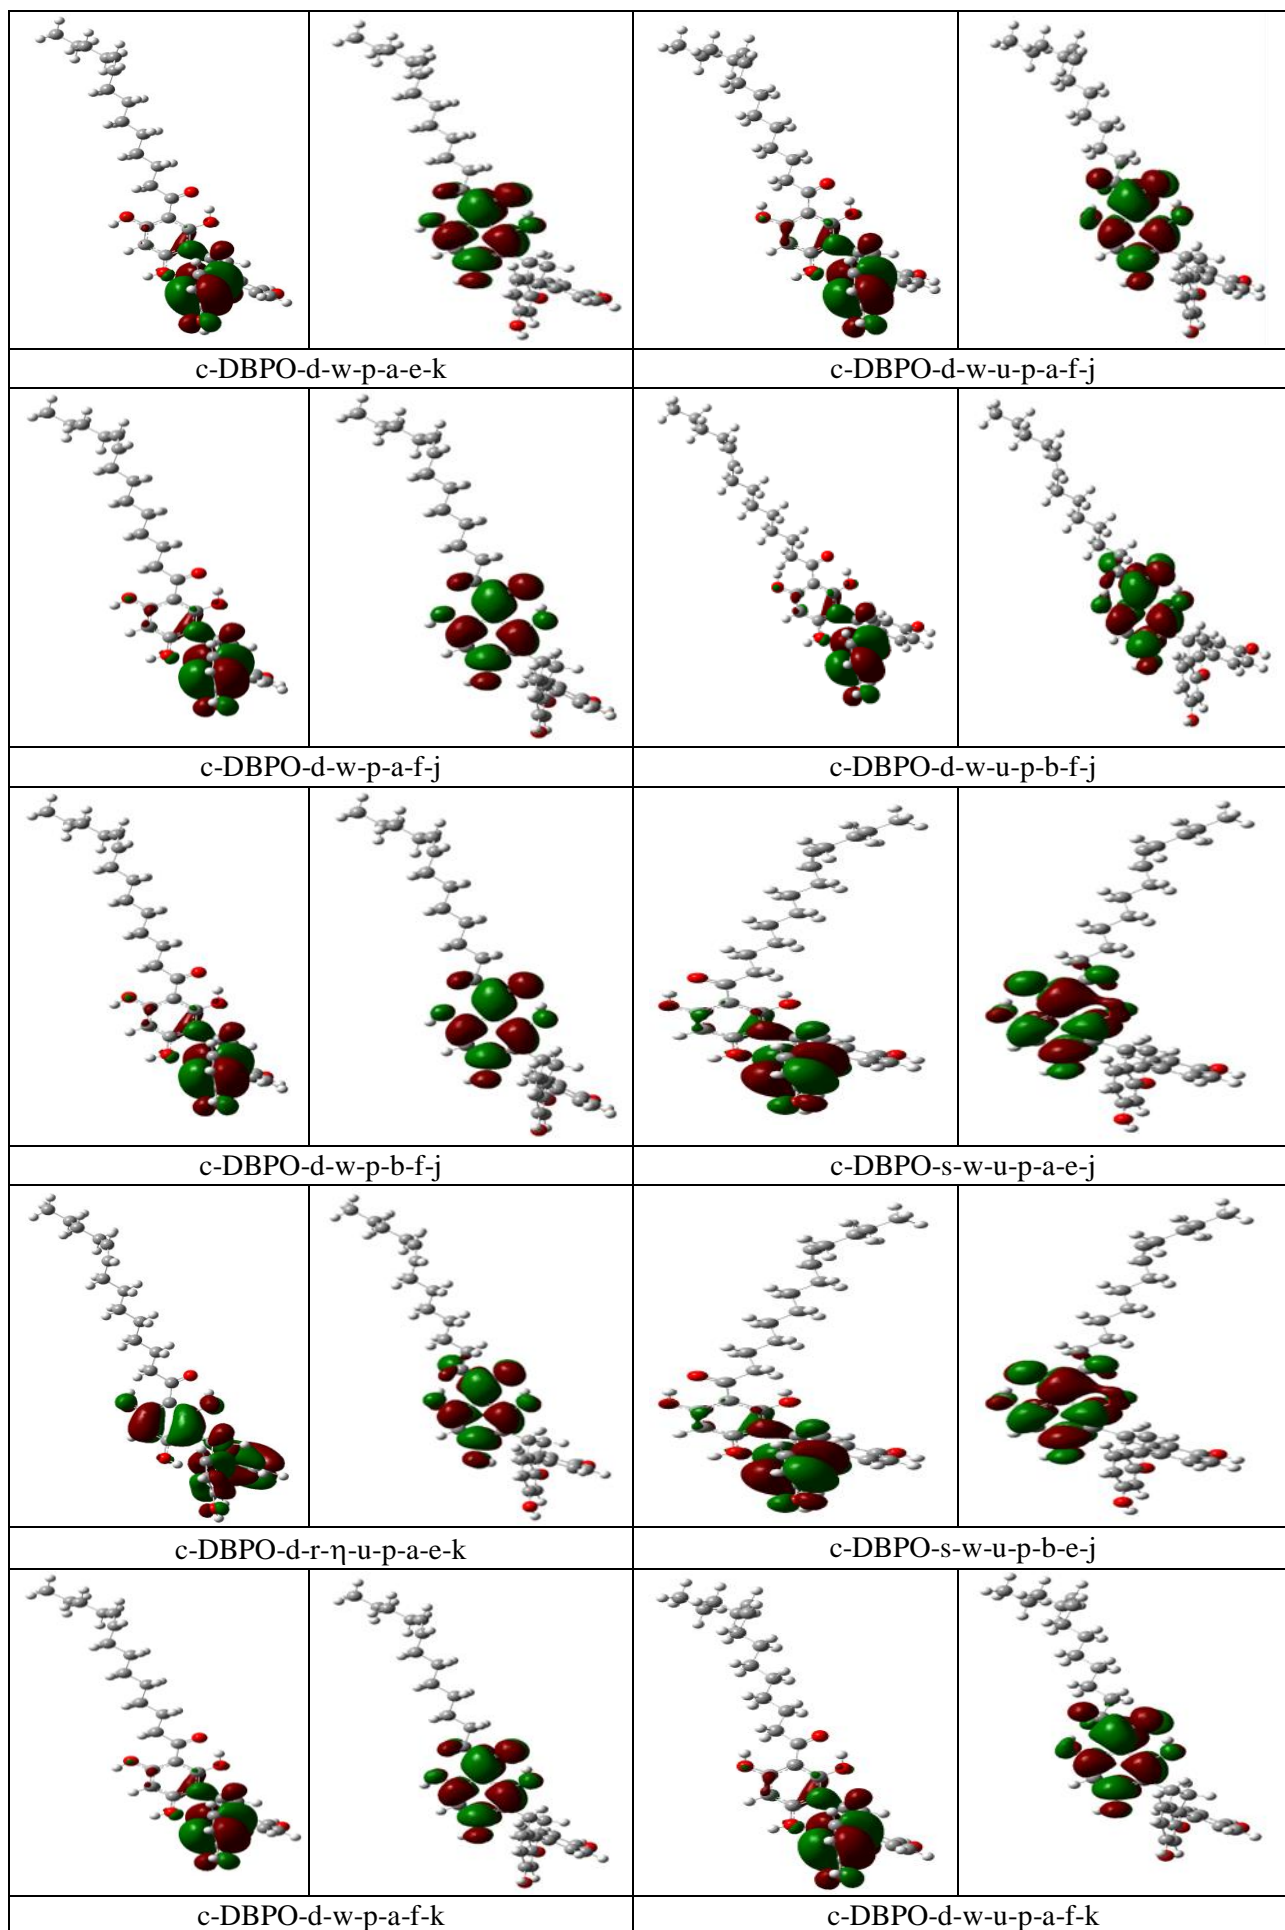 c-DBPO-d-w-p-a-e-k
c-DBPO-d-w-u-p-a-f-j
c-DBPO-d-w-p-a-f-j
c-DBPO-d-w-u-p-b-f-j
c-DBPO-d-w-p-b-f-j
c-DBPO-s-w-u-p-a-e-j
c-DBPO-d-r-η-u-p-a-e-k
c-DBPO-s-w-u-p-b-e-j
c-DBPO-d-w-p-a-f-k
c-DBPO-d-w-u-p-a-f-k